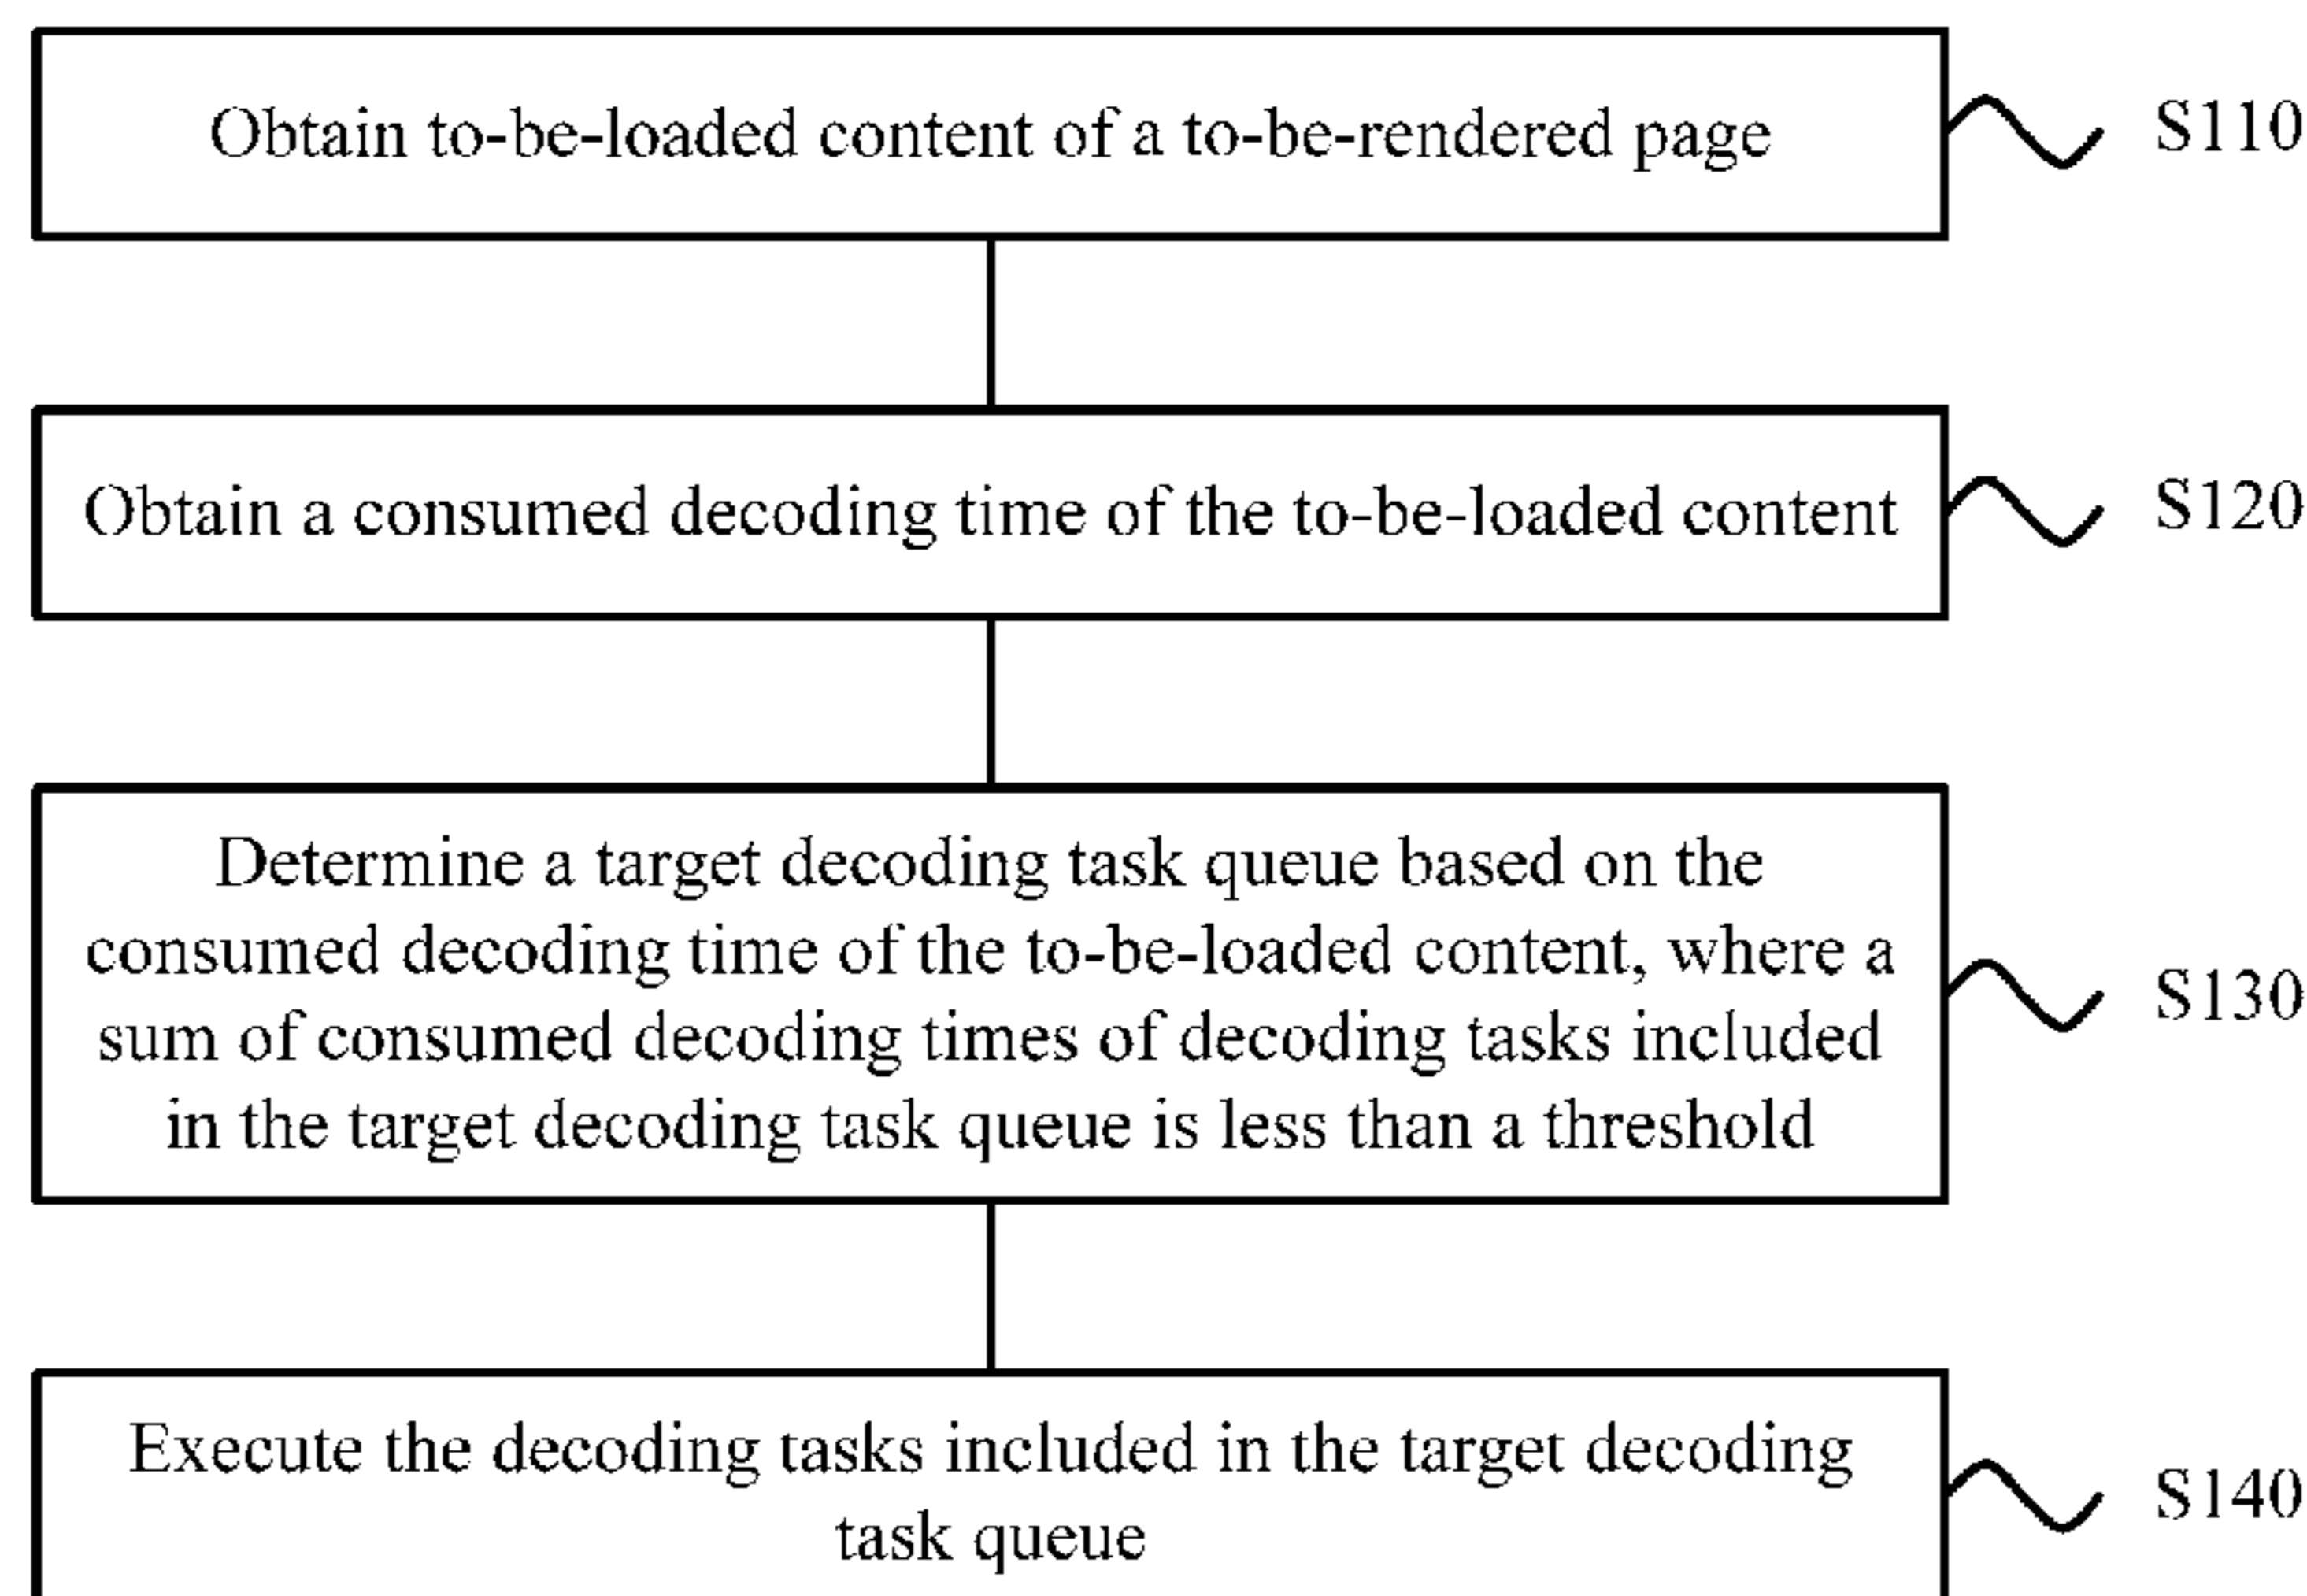 Obtain to-be-loaded content of a to-be-rendered page
S110
Obtain a consumed decoding time of the to-be-loaded content
S120
Determine a target decoding task queue based on the
consumed decoding time of the to-be-loaded content, where a
sum of consumed decoding times of decoding tasks included
in the target decoding task queue is less than a threshold
S130
Execute the decoding tasks included in the target decoding
task queue
S140